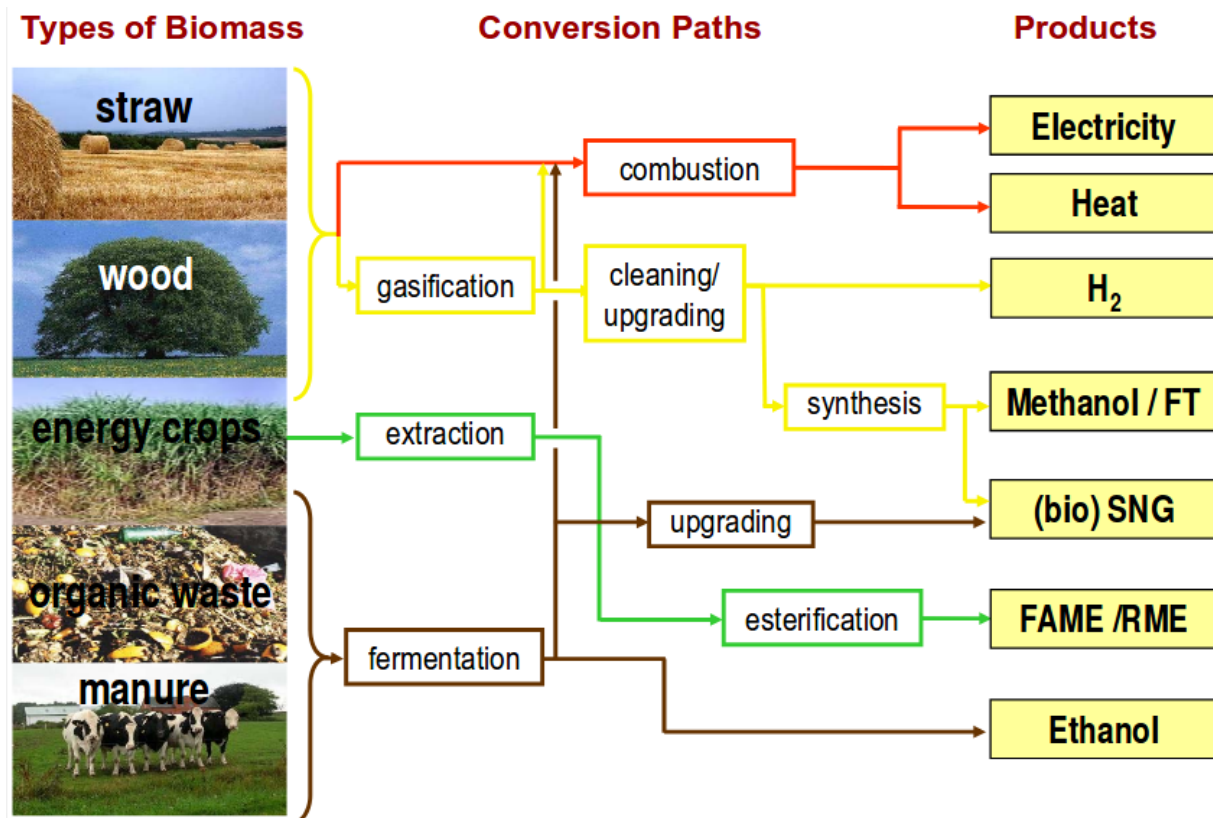 Types of Biomass
Conversion Paths
Products
straw
wood
energy crops
organic waste
manure
combustion
gasification
cleaning/
upgrading
synthesis
extraction
upgrading
esterification
fermentation
Electricity
Heat
H₂
Methanol / FT
(bio) SNG
FAME /RME
Ethanol